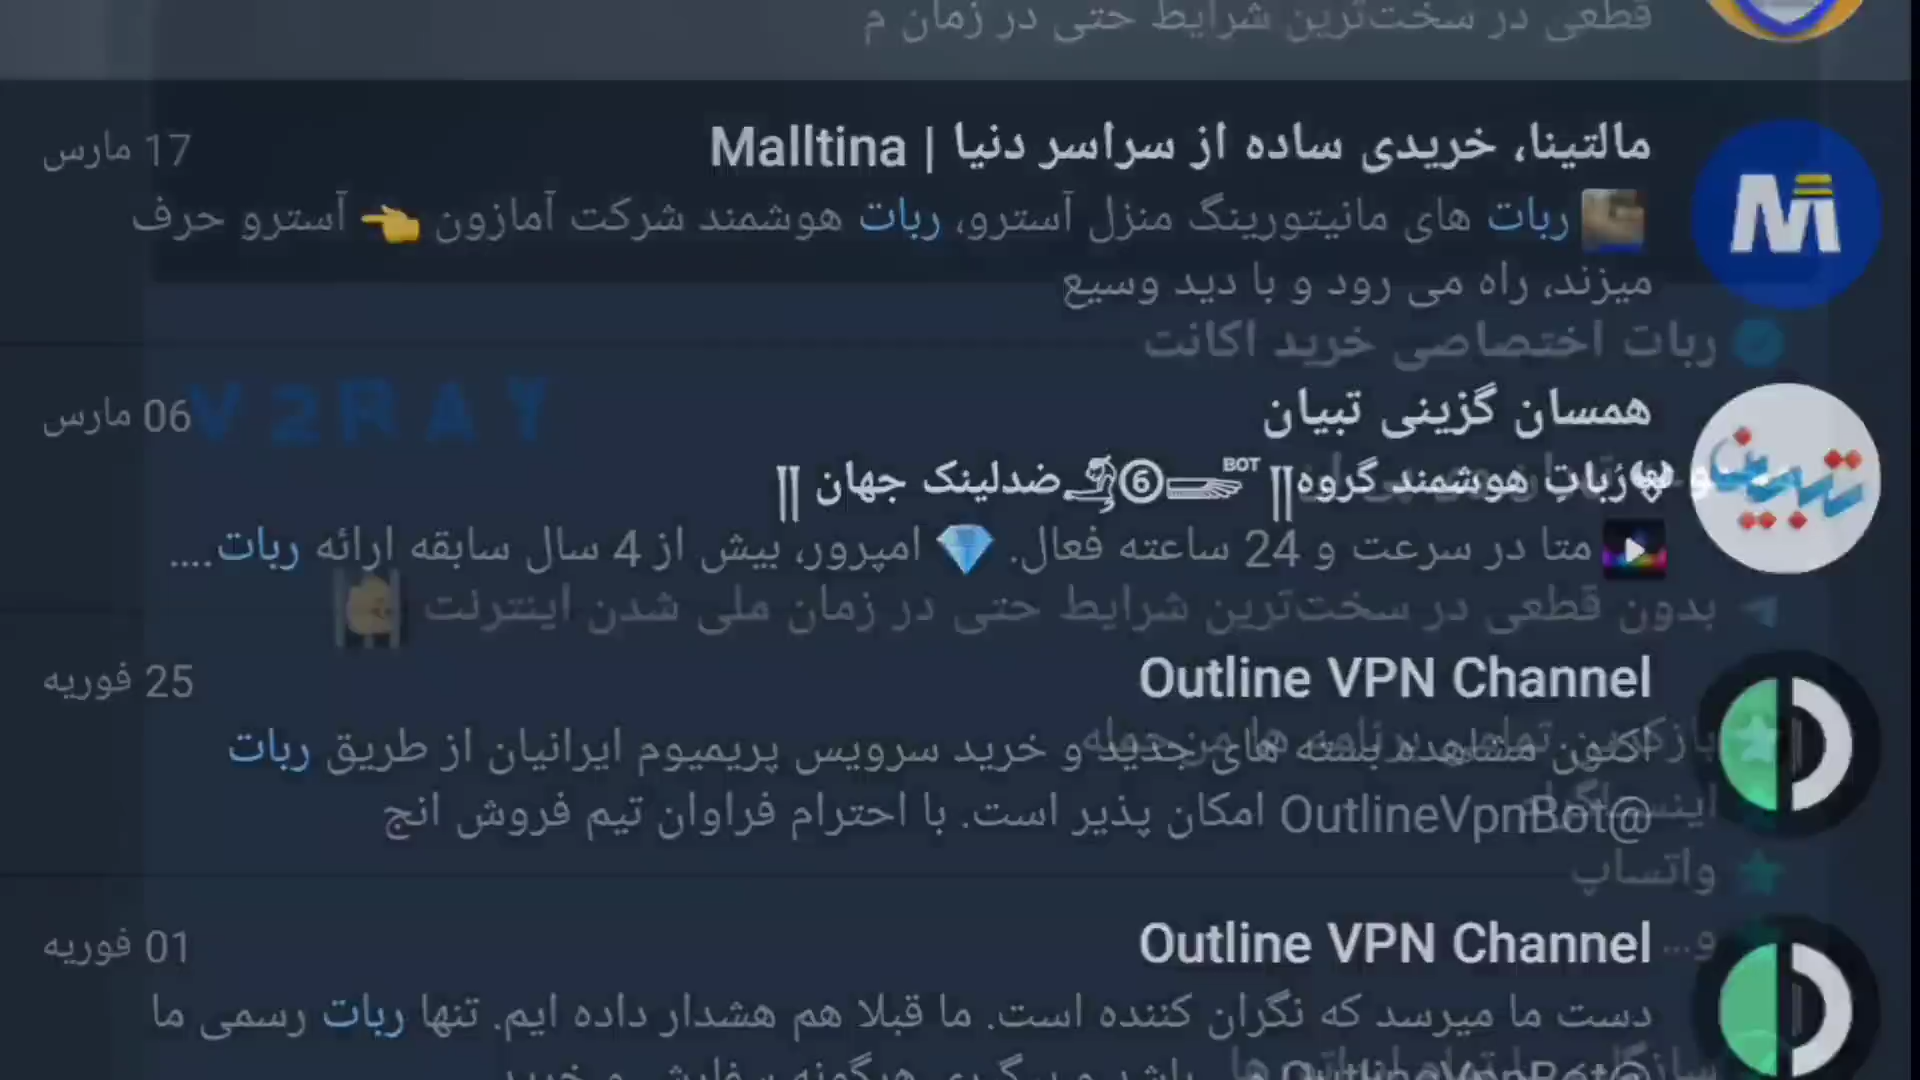 قطعی در سخت‌ترین شرایط حتی در زمان م
مالتینا، خریدی ساده از سراسر دنیا | Malltina
17 مارس
ربات های مانیتورینگ منزل آسترو، ربات هوشمند شرکت آمازون 👈 آسترو حرف
میزند، راه می رود و با دید وسیع
ربات اختصاصی خرید اکانت
همسان گزینی تبیان
06 مارس
V2RAY
رُباتِ هوشمند گروه|| BOT ⑥ ضدلینک جهان ||
متا در سرعت و 24 ساعته فعال. 💎 امپرور، بیش از 4 سال سابقه ارائه ربات....
بدون قطعی در سخت‌ترین شرایط حتی در زمان ملی شدن اینترنت
Outline VPN Channel
25 فوریه
اکنون مشاهده بسته های جدید و خرید سرویس پریمیوم ایرانیان از طریق ربات
@OutlineVpnBot امکان پذیر است. با احترام فراوان تیم فروش انج
واتساپ
و...
Outline VPN Channel
01 فوریه
دست ما میرسد که نگران کننده است. ما قبلا هم هشدار داده ایم. تنها ربات رسمی ما